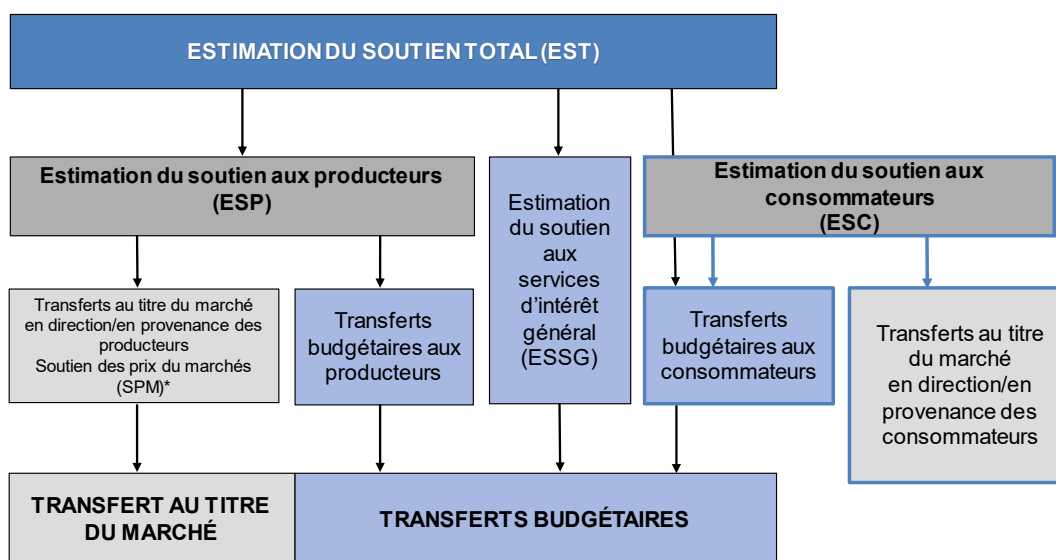 ESTIMATION DU SOUTIEN TOTAL (EST)
Estimation du soutien aux producteurs
(ESP)
Estimation
du soutien
aux
services
d'intérêt
général
(ESSG)
Estimation du soutien aux
consommateurs
(ESC)
Transferts au titre du marché
en direction/en provenance des
producteurs
Soutien des prix du marchés
(SPM)*
Transferts
budgétaires aux
producteurs
Transferts
budgétaires aux
consommateurs
Transferts au titre
du marché
en direction/en
provenance des
consommateurs
TRANSFERT AU TITRE
DU MARCHÉ
TRANSFERTS BUDGÉTAIRES